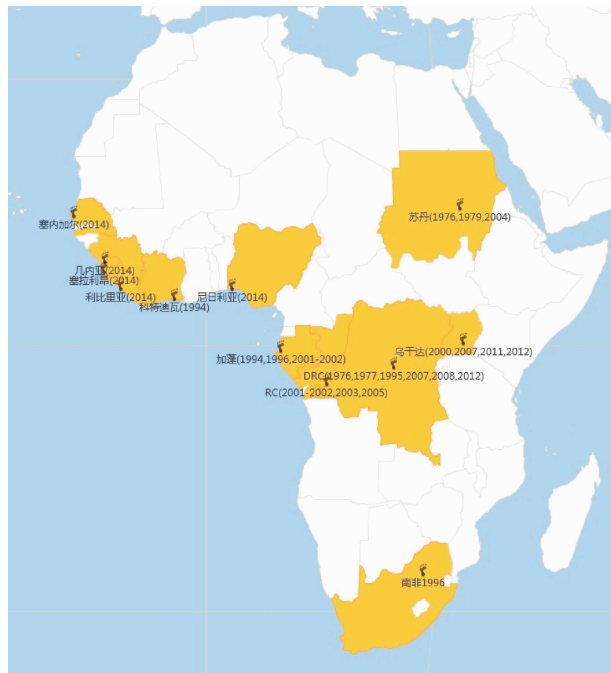 苏丹(1976,1979,2004)
塞内加尔(2014)
几内亚(2014)
塞拉利昂(2014)
利比里亚(2014)
尼日利亚(2014)
科特迪瓦(1994)
乌干达(2000,2007,2011,2012)
加蓬(1994,1996,2001-2002)
DRC(1976,1977,1995,2007,2008,2012)
RC(2001-2002,2003,2005)
南非1996